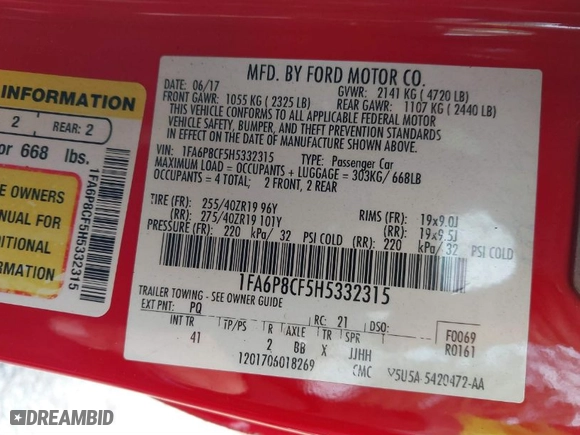 INFORMATION
2 REAR: 2
or 668 lbs.
E OWNERS
ANUAL FOR
DITIONAL
FORMATION
1FA6P8CF5H5332315
MFD. BY FORD MOTOR CO.
DATE: 06/17 GVWR: 2141 KG ( 4720 LB)
FRONT GAWR: 1055 KG ( 2325 LB) REAR GAWR: 1107 KG ( 2440 LB)
THIS VEHICLE CONFORMS TO ALL APPLICABLE FEDERAL MOTOR
VEHICLE SAFETY, BUMPER, AND THEFT PREVENTION STANDARDS
IN EFFECT ON THE DATE OF MANUFACTURE SHOWN ABOVE.
VIN: 1FA6P8CF5H5332315 TYPE: Passenger Car
MAXIMUM LOAD = OCCUPANTS + LUGGAGE = 303KG/ 668LB
OCCUPANTS = 4 TOTAL; 2 FRONT, 2 REAR
TIRE (FR): 255/40ZR19 96Y RIMS (FR): 19x9.0J
(RR): 275/40ZR19 101Y (RR): 19x9.5J
PRESSURE (FR): 220 kPa/ 32 PSI COLD (RR): 220 kPa/ 32 PSI COLD
1FA6P8CF5H5332315
TRAILER TOWING - SEE OWNER GUIDE
EXT PNT: PQ RC: 21 DSO: F0069
INT TR TP/PS R AXLE TR SPR R0161
41 2 BB X JJHH
1201706018269 CMC V5U5A-5420472-AA
DREAMBID